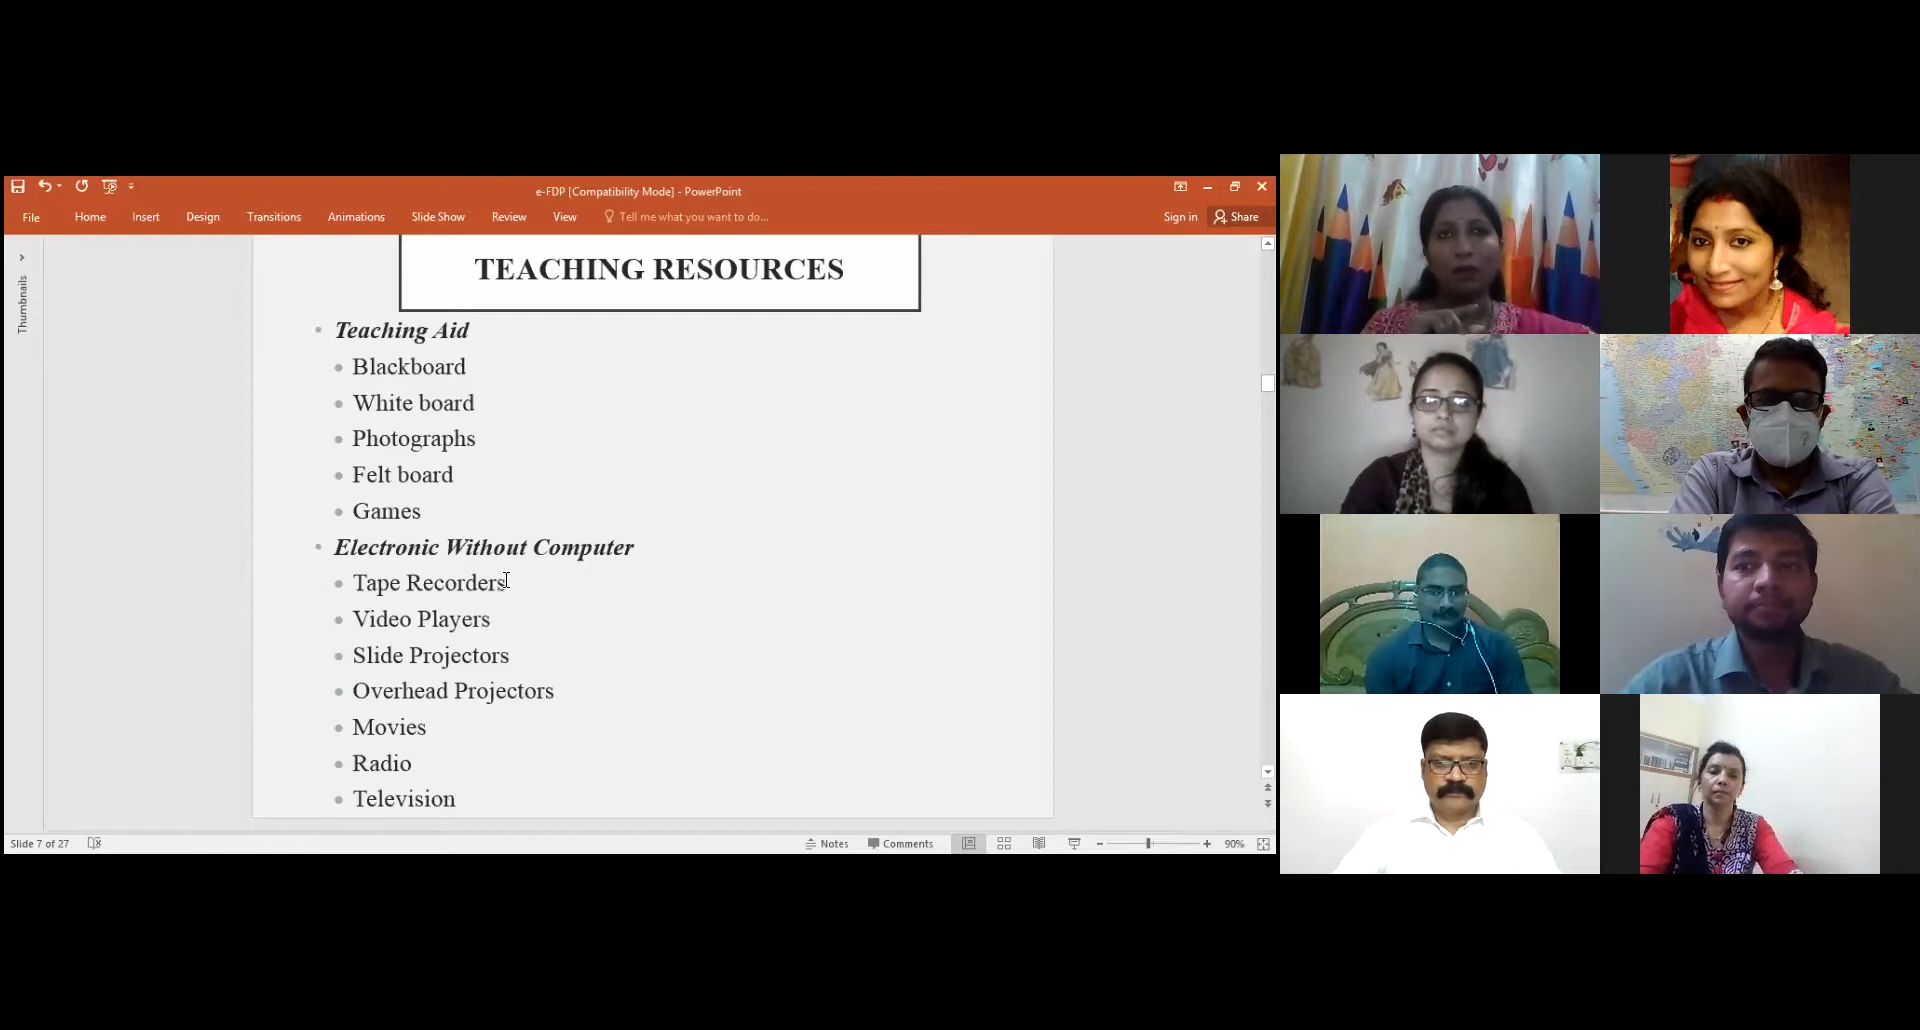 e-FDP [Compatibility Mode] - PowerPoint
File Home Insert Design Transitions Animations Slide Show Review View Tell me what you want to do... Sign in Share
Thumbnails
TEACHING RESOURCES
Teaching Aid
Blackboard
White board
Photographs
Felt board
Games
Electronic Without Computer
Tape Recorders
Video Players
Slide Projectors
Overhead Projectors
Movies
Radio
Television
Slide 7 of 27 Notes Comments 90%